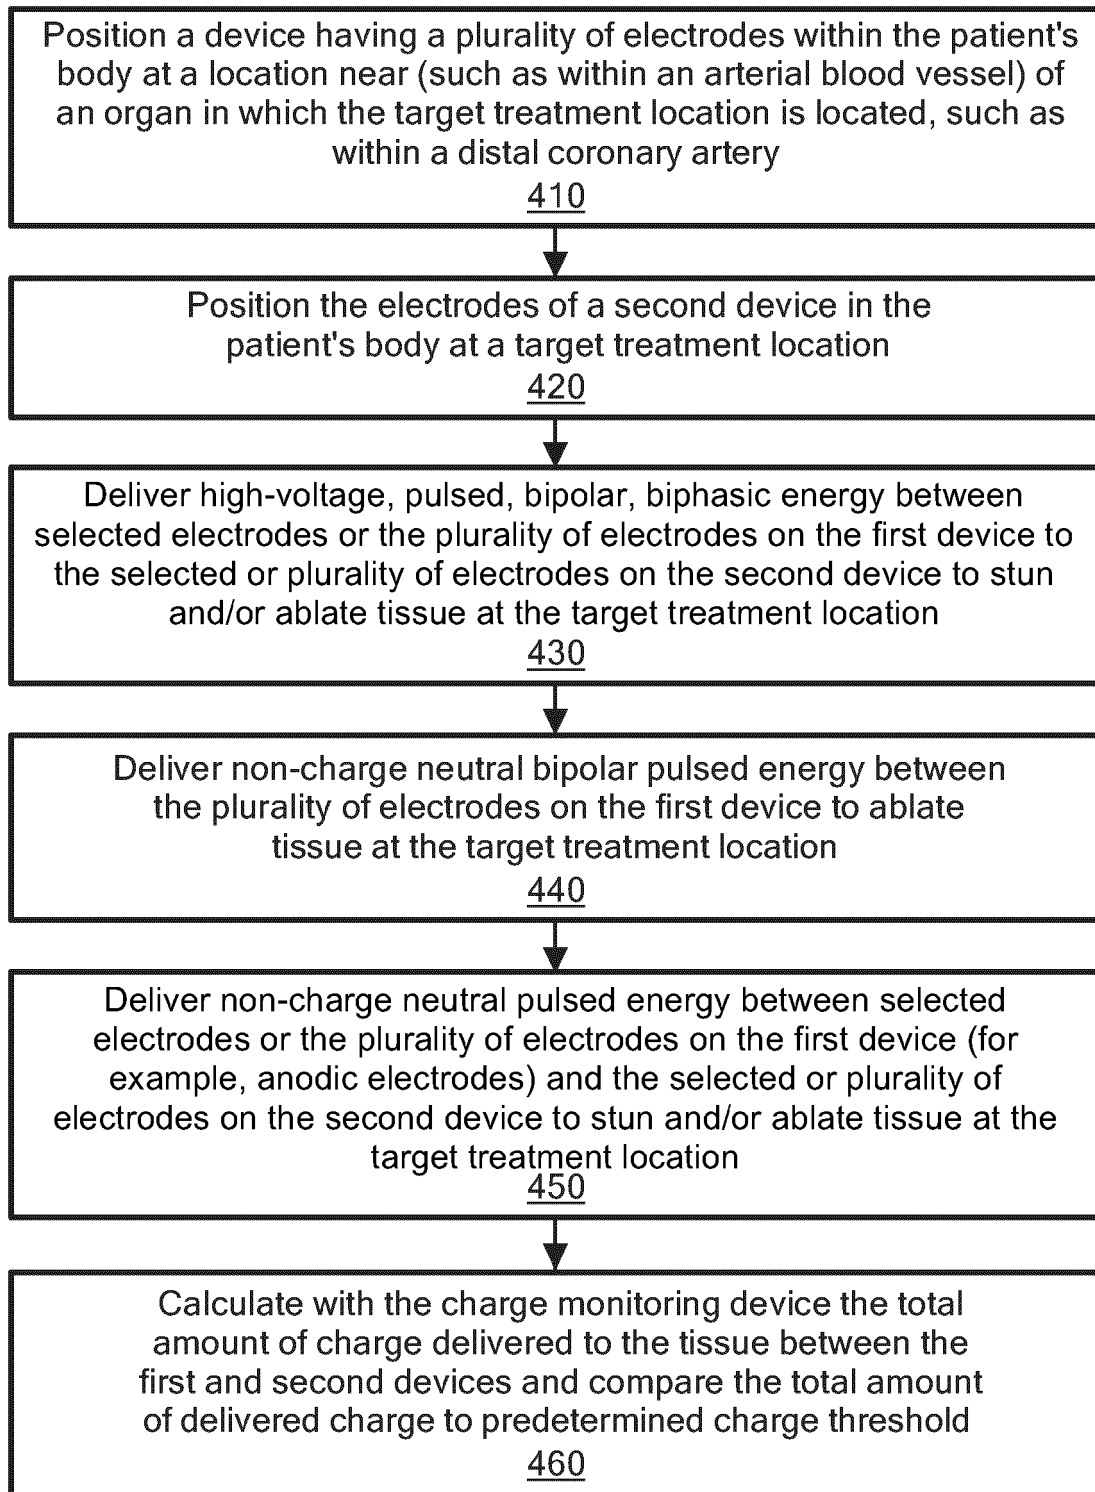 Position a device having a plurality of electrodes within the patient's
body at a location near (such as within an arterial blood vessel) of
an organ in which the target treatment location is located, such as
within a distal coronary artery
410
Position the electrodes of a second device in the
patient's body at a target treatment location
420
Deliver high-voltage, pulsed, bipolar, biphasic energy between
selected electrodes or the plurality of electrodes on the first device to
the selected or plurality of electrodes on the second device to stun
and/or ablate tissue at the target treatment location
430
Deliver non-charge neutral bipolar pulsed energy between
the plurality of electrodes on the first device to ablate
tissue at the target treatment location
440
Deliver non-charge neutral pulsed energy between selected
electrodes or the plurality of electrodes on the first device (for
example, anodic electrodes) and the selected or plurality of
electrodes on the second device to stun and/or ablate tissue at the
target treatment location
450
Calculate with the charge monitoring device the total
amount of charge delivered to the tissue between the
first and second devices and compare the total amount
of delivered charge to predetermined charge threshold
460